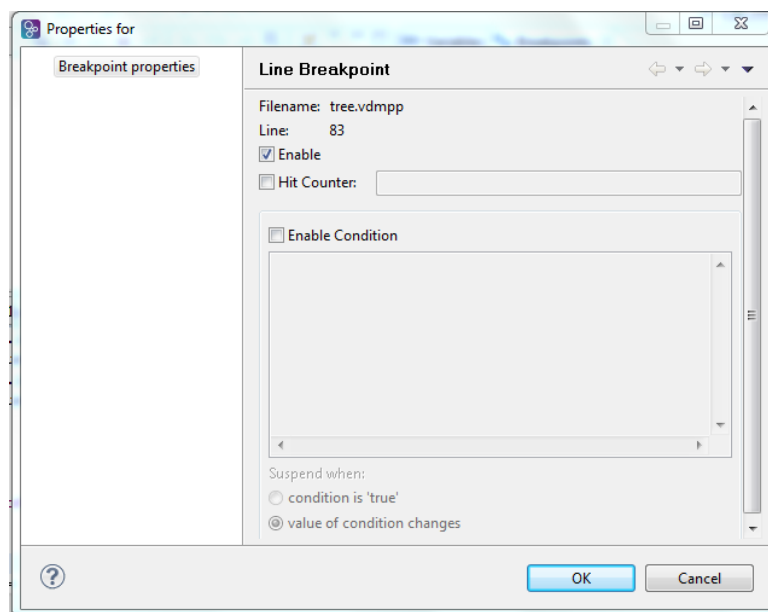 Properties for
Breakpoint properties
Line Breakpoint
Filename: tree.vdmpp
Line: 83
Enable
Hit Counter:
Enable Condition
Suspend when:
condition is 'true'
value of condition changes
OK
Cancel